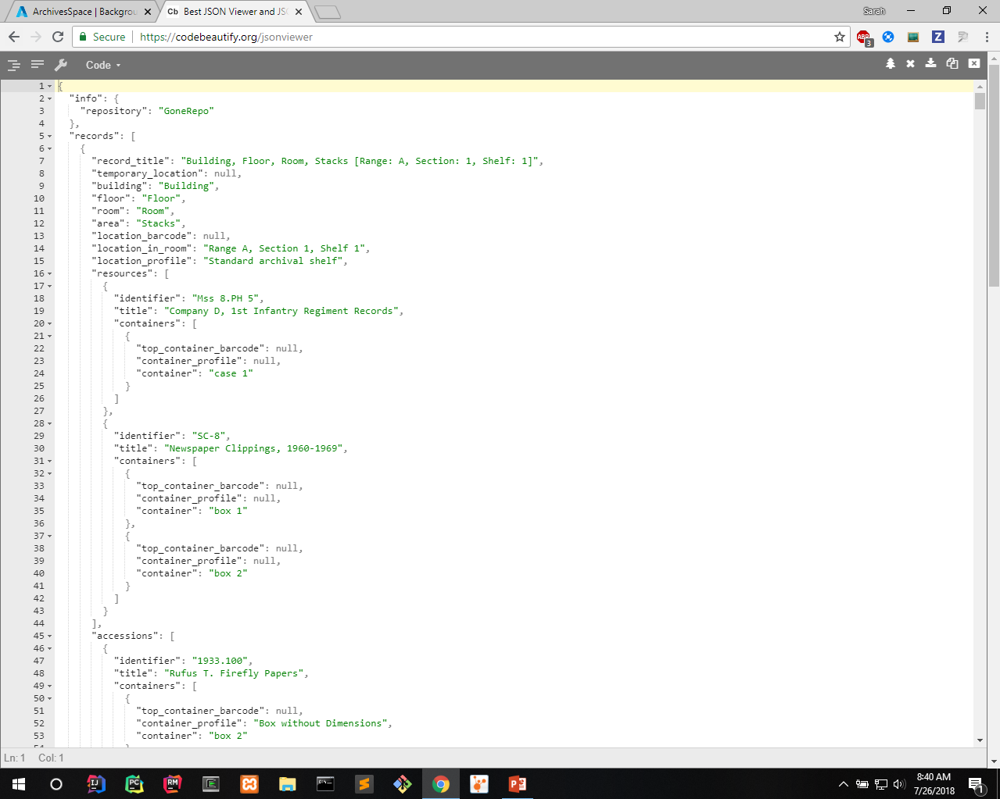 ArchivesSpace | Backgrou
Cb Best JSON Viewer and JSO
Sarah
Secure https://codebeautify.org/jsonviewer
ABP 3 Z
Code
1 {
2 "info": {
3 "repository": "GoneRepo"
4 },
5 "records": [
6 {
7 "record_title": "Building, Floor, Room, Stacks [Range: A, Section: 1, Shelf: 1]",
8 "temporary_location": null,
9 "building": "Building",
10 "floor": "Floor",
11 "room": "Room",
12 "area": "Stacks",
13 "location_barcode": null,
14 "location_in_room": "Range A, Section 1, Shelf 1",
15 "location_profile": "Standard archival shelf",
16 "resources": [
17 {
18 "identifier": "Mss 8.PH 5",
19 "title": "Company D, 1st Infantry Regiment Records",
20 "containers": [
21 {
22 "top_container_barcode": null,
23 "container_profile": null,
24 "container": "case 1"
25 }
26 ]
27 },
28 {
29 "identifier": "SC-8",
30 "title": "Newspaper Clippings, 1960-1969",
31 "containers": [
32 {
33 "top_container_barcode": null,
34 "container_profile": null,
35 "container": "box 1"
36 },
37 {
38 "top_container_barcode": null,
39 "container_profile": null,
40 "container": "box 2"
41 }
42 ]
43 }
44 ],
45 "accessions": [
46 {
47 "identifier": "1933.100",
48 "title": "Rufus T. Firefly Papers",
49 "containers": [
50 {
51 "top_container_barcode": null,
52 "container_profile": "Box without Dimensions",
53 "container": "box 2"
Ln: 1 Col: 1
IJ PC RM
8:40 AM
7/26/2018
1